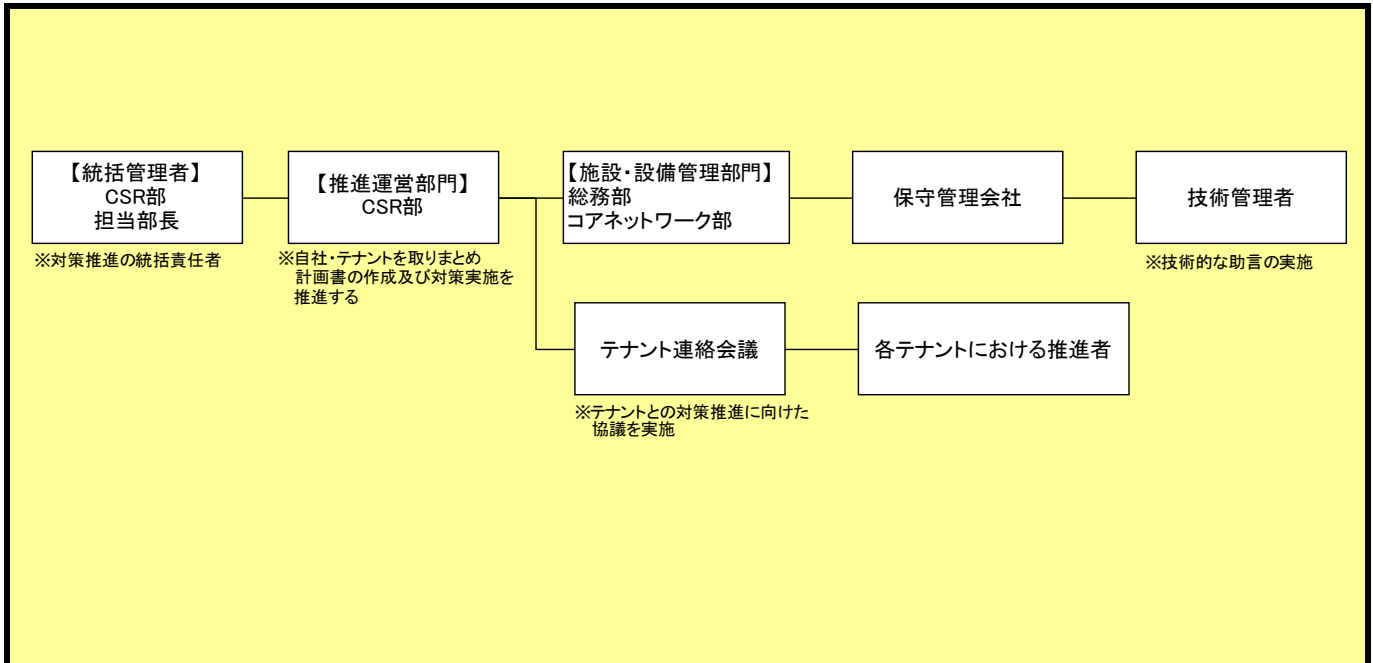 【統括管理者】
CSR部
担当部長
※対策推進の統括責任者
【推進運営部門】
CSR部
※自社・テナントを取りまとめ
計画書の作成及び対策実施を
推進する
【施設・設備管理部門】
総務部
コアネットワーク部
保守管理会社
技術管理者
※技術的な助言の実施
テナント連絡会議
※テナントとの対策推進に向けた
協議を実施
各テナントにおける推進者